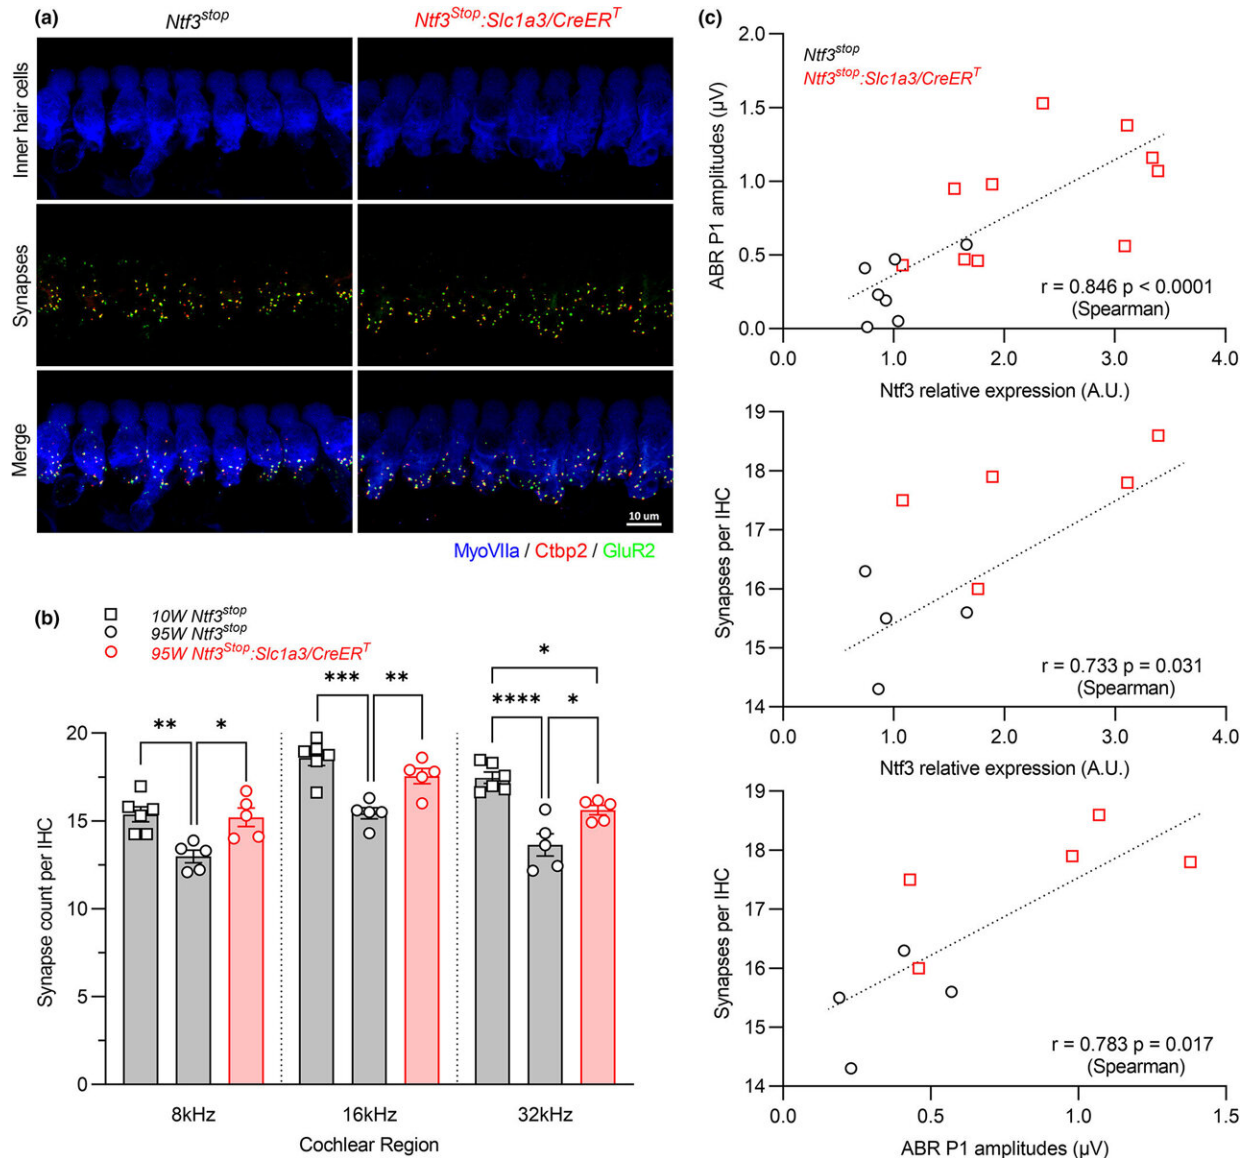 (a)
Ntf3stop
Ntf3Stop:Slc1a3/CreERT
Inner hair cells
Synapses
Merge
10 um
MyoVIIa / Ctbp2 / GluR2
(b)
10W Ntf3stop
95W Ntf3stop
95W Ntf3Stop:Slc1a3/CreERT
** * *** ** **** * *
Synapse count per IHC
20
15
10
5
0
8kHz 16kHz 32kHz
Cochlear Region
(c)
Ntf3stop
Ntf3stop:Slc1a3/CreERT
ABR P1 amplitudes (µV)
2.0
1.5
1.0
0.5
0.0
r = 0.846 p < 0.0001
(Spearman)
0.0 1.0 2.0 3.0 4.0
Ntf3 relative expression (A.U.)
Synapses per IHC
19
18
17
16
15
14
r = 0.733 p = 0.031
(Spearman)
0.0 1.0 2.0 3.0 4.0
Ntf3 relative expression (A.U.)
Synapses per IHC
19
18
17
16
15
14
r = 0.783 p = 0.017
(Spearman)
0.5 1.0 1.5
ABR P1 amplitudes (µV)